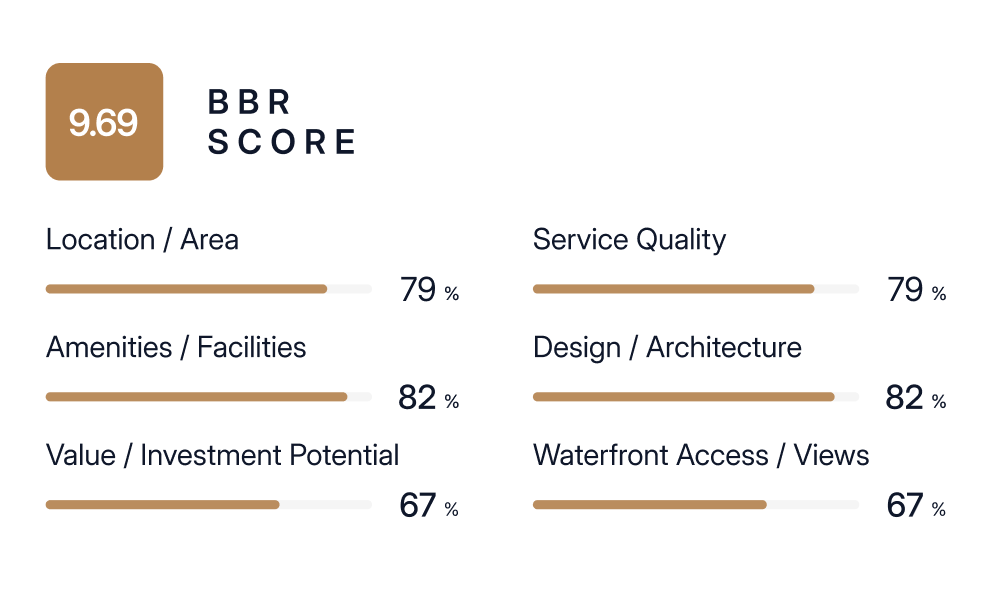 9.69
BBR
SCORE
Location / Area
79 %
Service Quality
79 %
Amenities / Facilities
82 %
Design / Architecture
82 %
Value / Investment Potential
67 %
Waterfront Access / Views
67 %